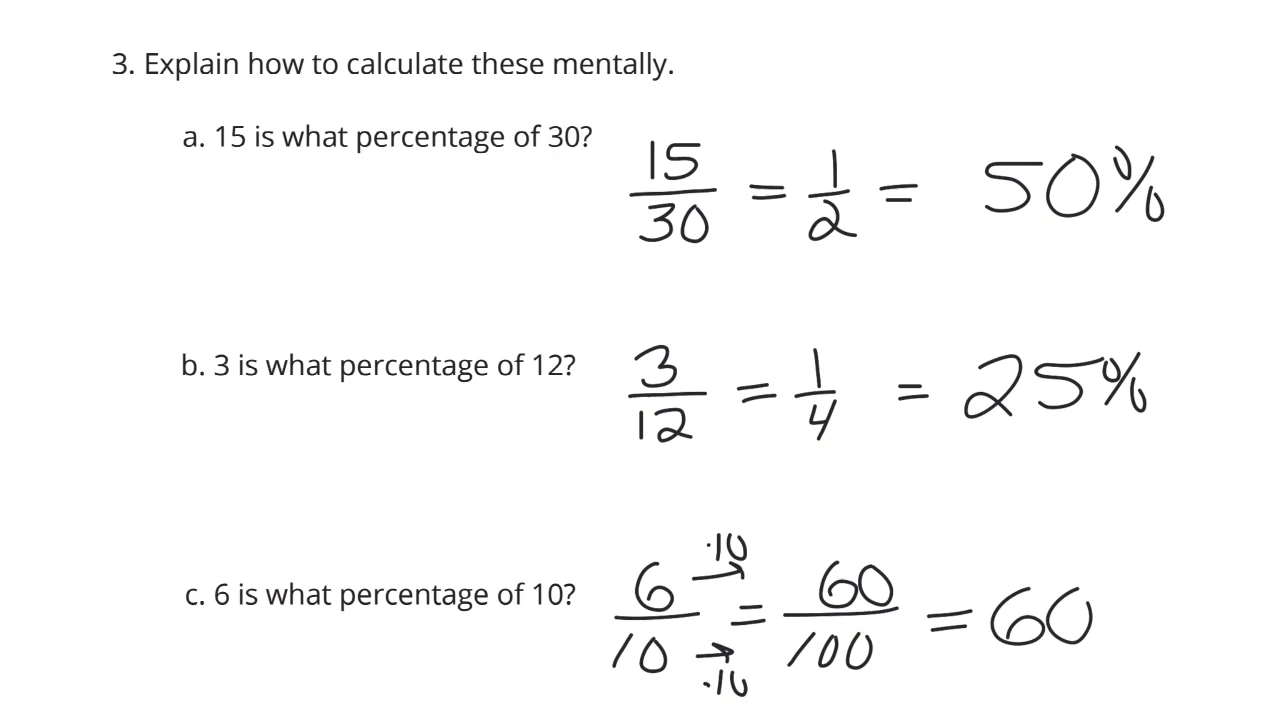 3. Explain how to calculate these mentally.
a. 15 is what percentage of 30?
15/30 = 1/2 = 50%
b. 3 is what percentage of 12?
3/12 = 1/4 = 25%
·10
c. 6 is what percentage of 10?
6/10 = 60/100 = 60
·10